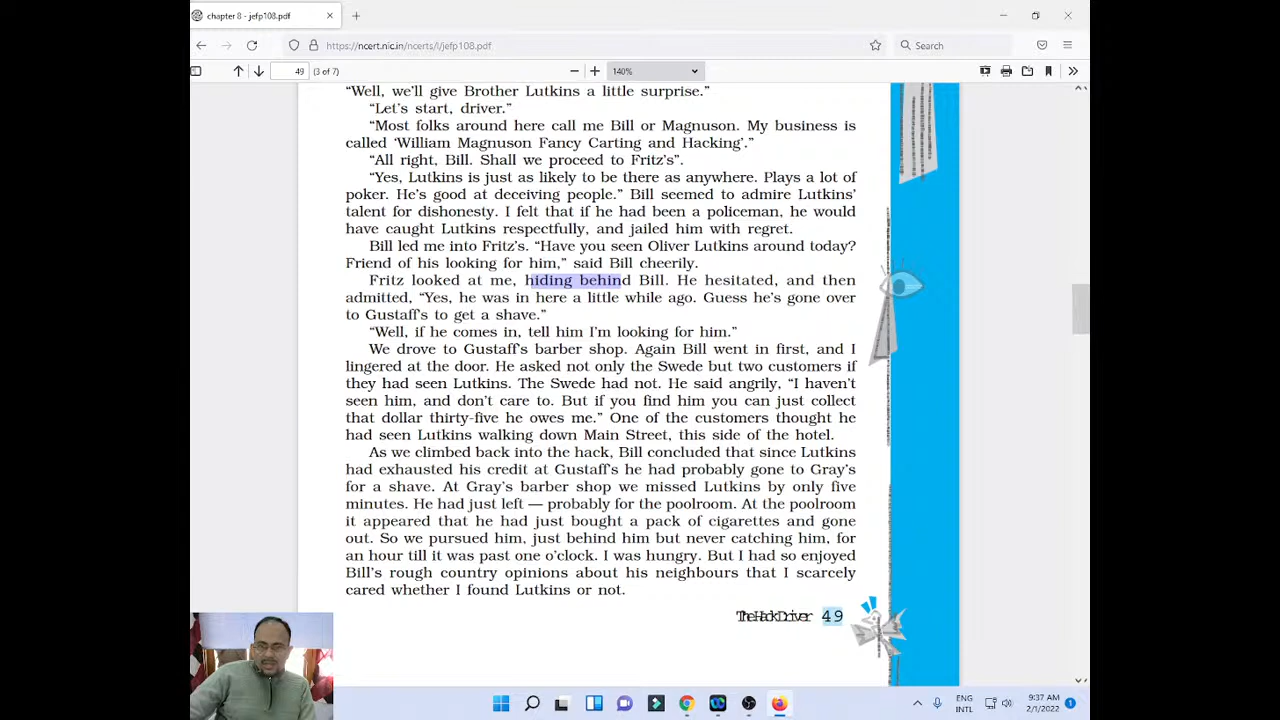 chapter 8 - jefp108.pdf
https://ncert.nic.in/ncerts/l/jefp108.pdf
Search
49 (3 of 7)
140%
“Well, we’ll give Brother Lutkins a little surprise.”
“Let’s start, driver.”
“Most folks around here call me Bill or Magnuson. My business is
called ‘William Magnuson Fancy Carting and Hacking’.”
“All right, Bill. Shall we proceed to Fritz’s”.
“Yes, Lutkins is just as likely to be there as anywhere. Plays a lot of
poker. He’s good at deceiving people.” Bill seemed to admire Lutkins’
talent for dishonesty. I felt that if he had been a policeman, he would
have caught Lutkins respectfully, and jailed him with regret.
Bill led me into Fritz’s. “Have you seen Oliver Lutkins around today?
Friend of his looking for him,” said Bill cheerily.
Fritz looked at me, hiding behind Bill. He hesitated, and then
admitted, “Yes, he was in here a little while ago. Guess he’s gone over
to Gustaff’s to get a shave.”
“Well, if he comes in, tell him I’m looking for him.”
We drove to Gustaff’s barber shop. Again Bill went in first, and I
lingered at the door. He asked not only the Swede but two customers if
they had seen Lutkins. The Swede had not. He said angrily, “I haven’t
seen him, and don’t care to. But if you find him you can just collect
that dollar thirty-five he owes me.” One of the customers thought he
had seen Lutkins walking down Main Street, this side of the hotel.
As we climbed back into the hack, Bill concluded that since Lutkins
had exhausted his credit at Gustaff’s he had probably gone to Gray’s
for a shave. At Gray’s barber shop we missed Lutkins by only five
minutes. He had just left — probably for the poolroom. At the poolroom
it appeared that he had just bought a pack of cigarettes and gone
out. So we pursued him, just behind him but never catching him, for
an hour till it was past one o’clock. I was hungry. But I had so enjoyed
Bill’s rough country opinions about his neighbours that I scarcely
cared whether I found Lutkins or not.
The Hack Driver 49
ENG
INTL
9:37 AM
2/1/2022
1